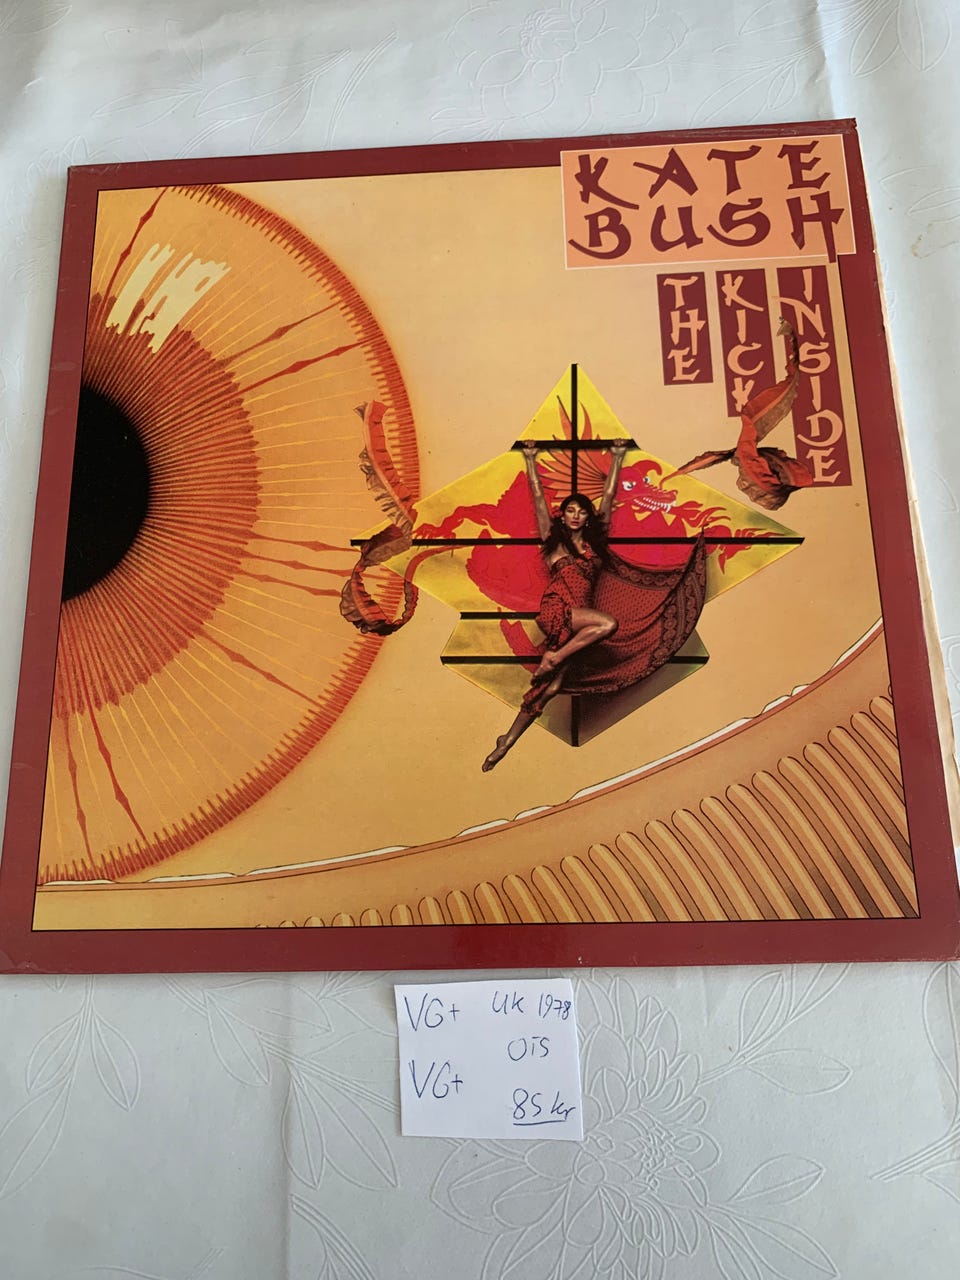 KATE
BUSH
THE
KICK
INSIDE
VG+ UK 1978
OIS
VG+
85 kr